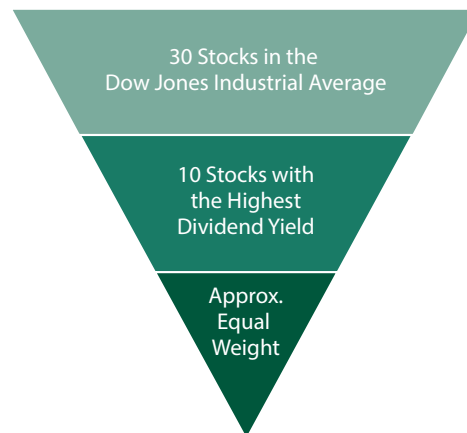 30 Stocks in the
Dow Jones Industrial Average
10 Stocks with
the Highest
Dividend Yield
Approx.
Equal
Weight